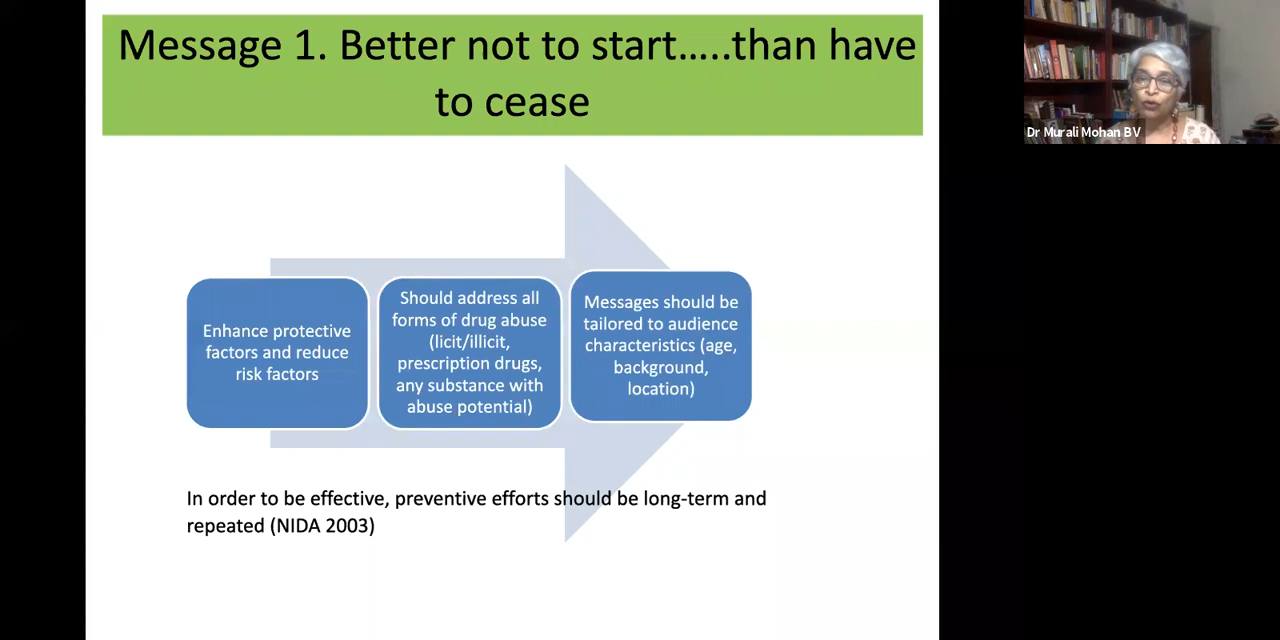 Message 1. Better not to start.....than have
to cease
Dr Murali Mohan BV
Enhance protective
factors and reduce
risk factors
Should address all
forms of drug abuse
(licit/illicit,
prescription drugs,
any substance with
abuse potential)
Messages should be
tailored to audience
characteristics (age,
background,
location)
In order to be effective, preventive efforts should be long-term and
repeated (NIDA 2003)